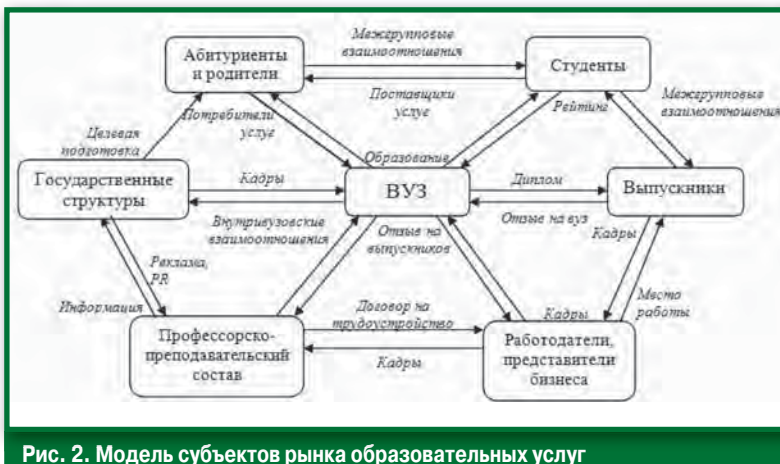 Межгрупповые
взаимоотношения
Абитуриенты
и родители
Студенты
Поставщики
услуг
Межгрупповые
взаимоотношения
Потребители
услуг
Рейтинг
Целевая
подготовка
Образование
Государственные
структуры
Кадры
ВУЗ
Диплом
Выпускники
Внутривузовские
взаимоотношения
Отзыв на
выпускников
Отзыв на вуз
Кадры
Реклама,
PR
Информация
Договор на
трудоустройство
Кадры
Место
работы
Профессорско-
преподавательский
состав
Кадры
Работодатели,
представители
бизнеса
Рис. 2. Модель субъектов рынка образовательных услуг